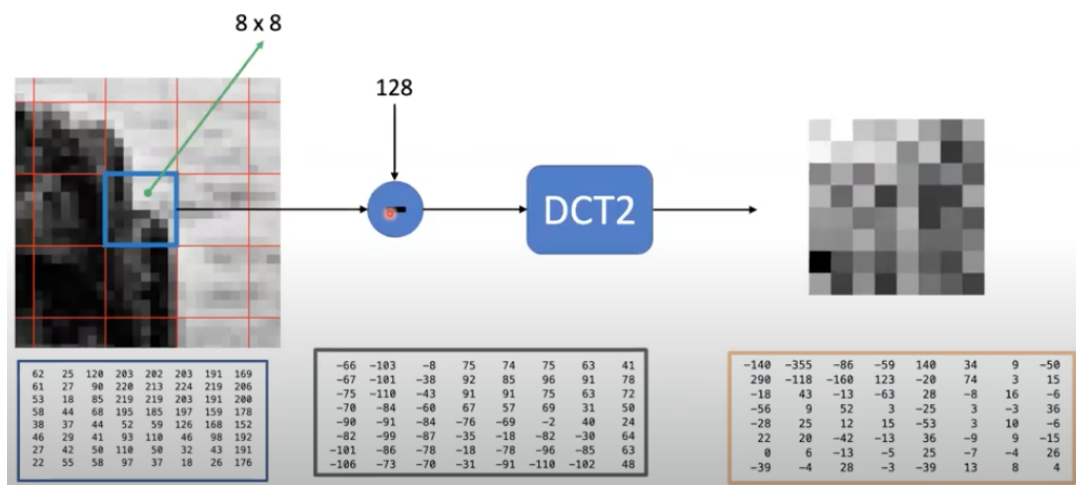 8 x 8
128
-
DCT2
62 25 120 203 202 203 191 169
61 27 90 220 213 224 219 206
53 18 85 219 219 203 191 200
58 44 68 195 185 197 159 178
38 37 44 52 59 126 168 152
46 29 41 93 110 46 98 192
27 42 50 110 50 32 43 191
22 55 58 97 37 18 26 176
-66 -103 -8 75 74 75 63 41
-67 -101 -38 92 85 96 91 78
-75 -110 -43 91 91 75 63 72
-70 -84 -60 67 57 69 31 50
-90 -91 -84 -76 -69 -2 40 24
-82 -99 -87 -35 -18 -82 -30 64
-101 -86 -78 -18 -78 -96 -85 63
-106 -73 -70 -31 -91 -110 -102 48
-140 -355 -86 -59 140 34 9 -50
290 -118 -160 123 -20 74 3 15
-18 43 -13 -63 28 -8 16 -6
-56 9 52 3 -25 3 -3 36
-28 25 12 15 -53 3 10 -6
22 20 -42 -13 36 -9 9 -15
0 6 -13 -5 25 -7 -4 26
-39 -4 28 -3 -39 13 8 4